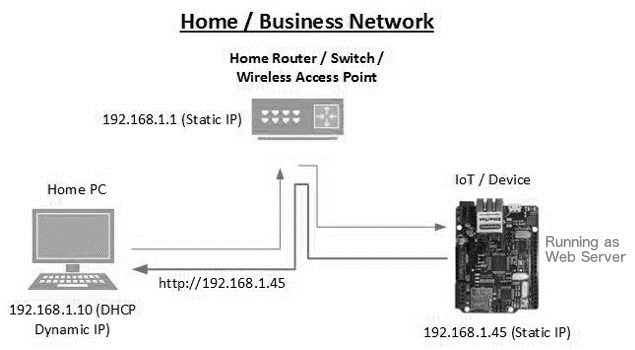 Home / Business Network
Home Router / Switch /
Wireless Access Point
192.168.1.1 (Static IP)
Home PC
IoT / Device
Running as
Web Server
http://192.168.1.45
192.168.1.10 (DHCP
Dynamic IP)
192.168.1.45 (Static IP)